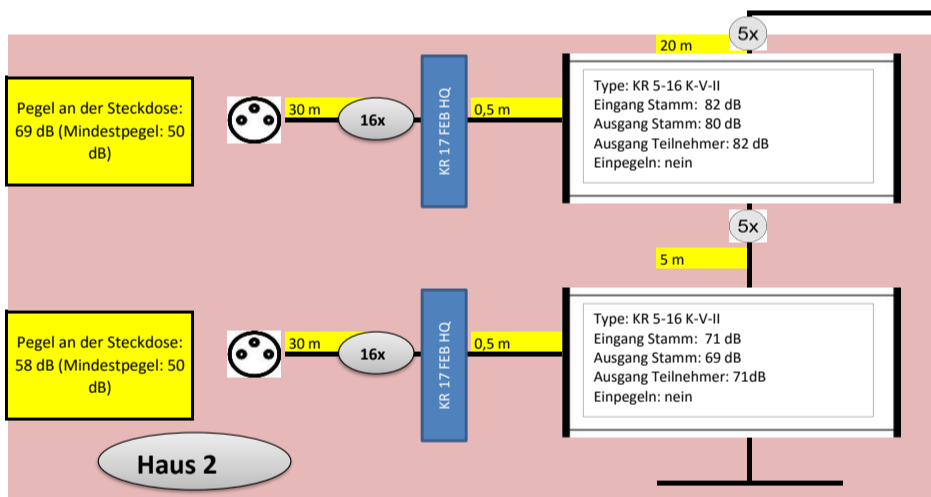 5x
20 m
Pegel an der Steckdose:
69 dB (Mindestpegel: 50
dB)
30 m
16x
KR 17 FEB HQ
0,5 m
Type: KR 5-16 K-V-II
Eingang Stamm:  82 dB
Ausgang Stamm: 80 dB
Ausgang Teilnehmer: 82 dB
Einpegeln: nein
5x
5 m
Pegel an der Steckdose:
58 dB (Mindestpegel: 50
dB)
30 m
16x
KR 17 FEB HQ
0,5 m
Type: KR 5-16 K-V-II
Eingang Stamm:  71 dB
Ausgang Stamm: 69 dB
Ausgang Teilnehmer: 71dB
Einpegeln: nein
Haus 2